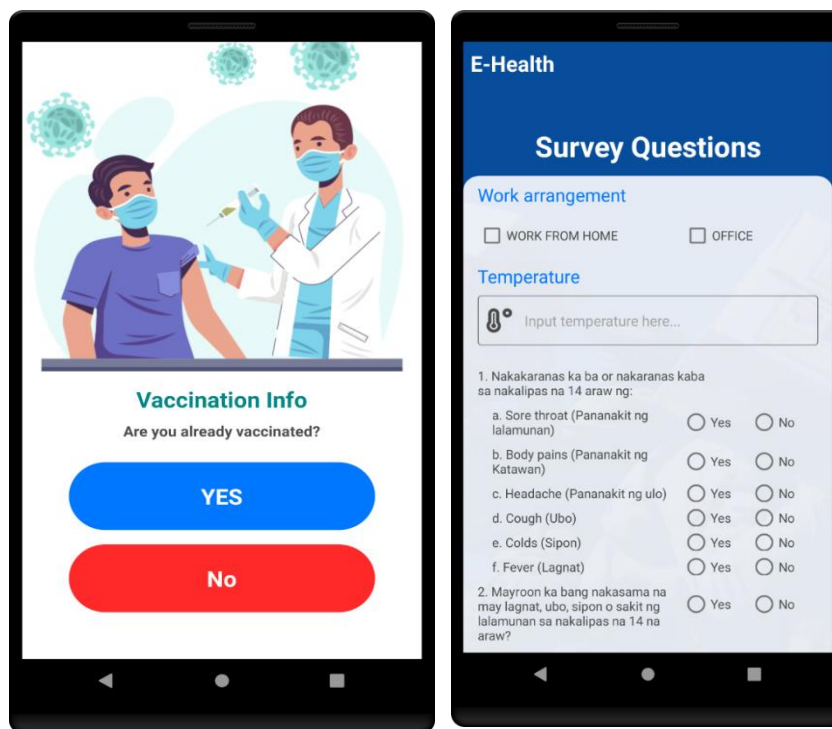 Vaccination Info
Are you already vaccinated?
YES
No
E-Health
Survey Questions
Work arrangement
WORK FROM HOME
OFFICE
Temperature
Input temperature here...
1. Nakakaranas ka ba or nakaranas kaba
sa nakalipas na 14 araw ng:
a. Sore throat (Pananakit ng
lalamunan)
Yes
No
b. Body pains (Pananakit ng
Katawan)
Yes
No
c. Headache (Pananakit ng ulo)
Yes
No
d. Cough (Ubo)
Yes
No
e. Colds (Sipon)
Yes
No
f. Fever (Lagnat)
Yes
No
2. Mayroon ka bang nakasama na
may lagnat, ubo, sipon o sakit ng
lalamunan sa nakalipas na 14 na
araw?
Yes
No